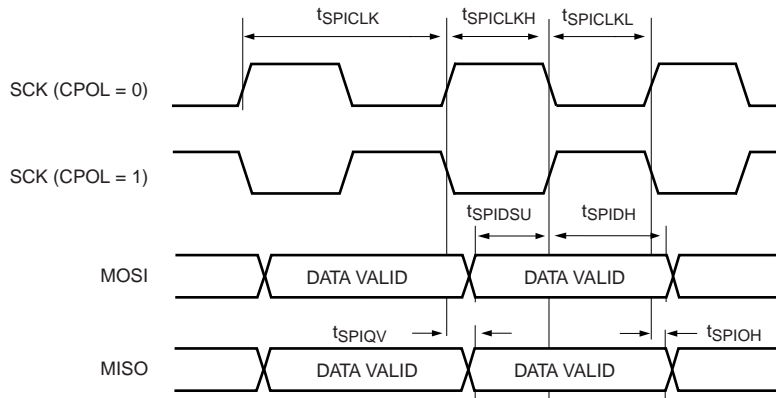 tSPICLK tSPICLKH tSPICLKL
SCK (CPOL = 0)
SCK (CPOL = 1)
tSPIDSU tSPIDH
MOSI DATA VALID DATA VALID
tSPIQV tSPIOH
MISO DATA VALID DATA VALID